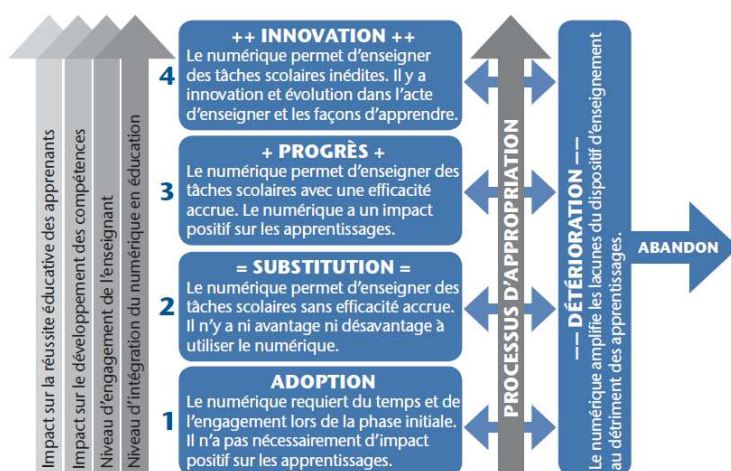 Impact sur la réussite éducative des apprenants
Impact sur le développement des compétences
Niveau d'engagement de l'enseignant
Niveau d'intégration du numérique en éducation
4
++ INNOVATION ++
Le numérique permet d'enseigner
des tâches scolaires inédites. Il y a
innovation et évolution dans l'acte
d'enseigner et les façons d'apprendre.
3
+ PROGRÈS +
Le numérique permet d'enseigner des
tâches scolaires avec une efficacité
accrue. Le numérique a un impact
positif sur les apprentissages.
2
= SUBSTITUTION =
Le numérique permet d'enseigner des
tâches scolaires sans efficacité accrue.
Il n'y a ni avantage ni désavantage à
utiliser le numérique.
1
ADOPTION
Le numérique requiert du temps et de
l'engagement lors de la phase initiale.
Il n'a pas nécessairement d'impact
positif sur les apprentissages.
PROCESSUS D'APPROPRIATION
–– DÉTÉRIORATION ––
Le numérique amplifie les lacunes du dispositif d'enseignement
au détriment des apprentissages.
ABANDON